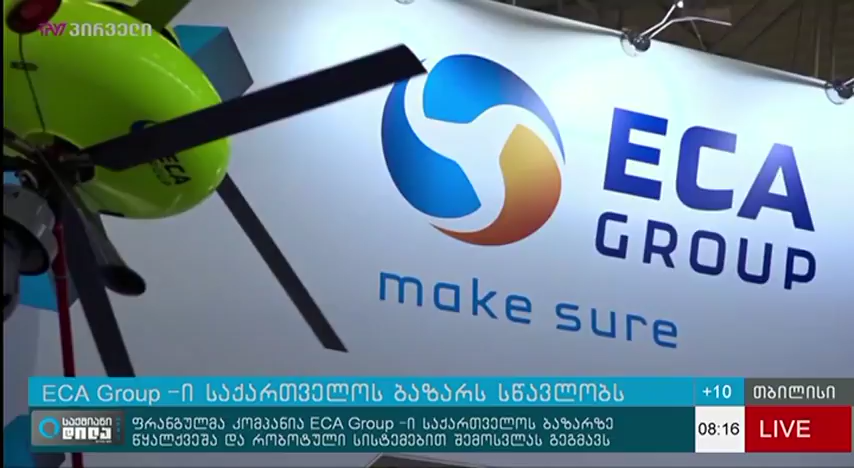 TV პირველი
ECA
ECA
GROUP
make sure
ECA Group -ი საქართველოს ბაზარს სწავლობს
+10
თბილისი
საქმიანი
დილა
ფრანგულმა კომპანია ECA Group -ი საქართველოს ბაზარზე
წყალქვეშა და რობოტული სისტემებით შემოსვლას გეგმავს
08:16
LIVE